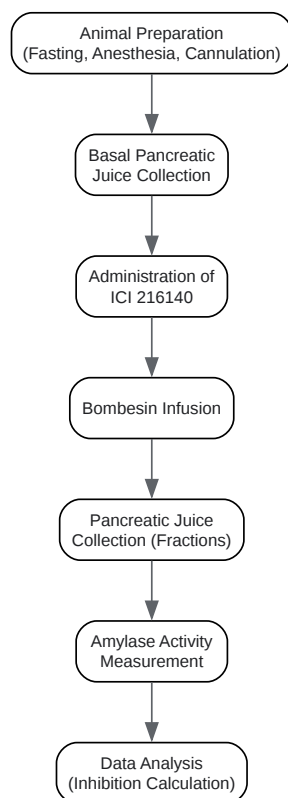 Animal Preparation
(Fasting, Anesthesia, Cannulation)
Basal Pancreatic
Juice Collection
Administration of
ICI 216140
Bombesin Infusion
Pancreatic Juice
Collection (Fractions)
Amylase Activity
Measurement
Data Analysis
(Inhibition Calculation)